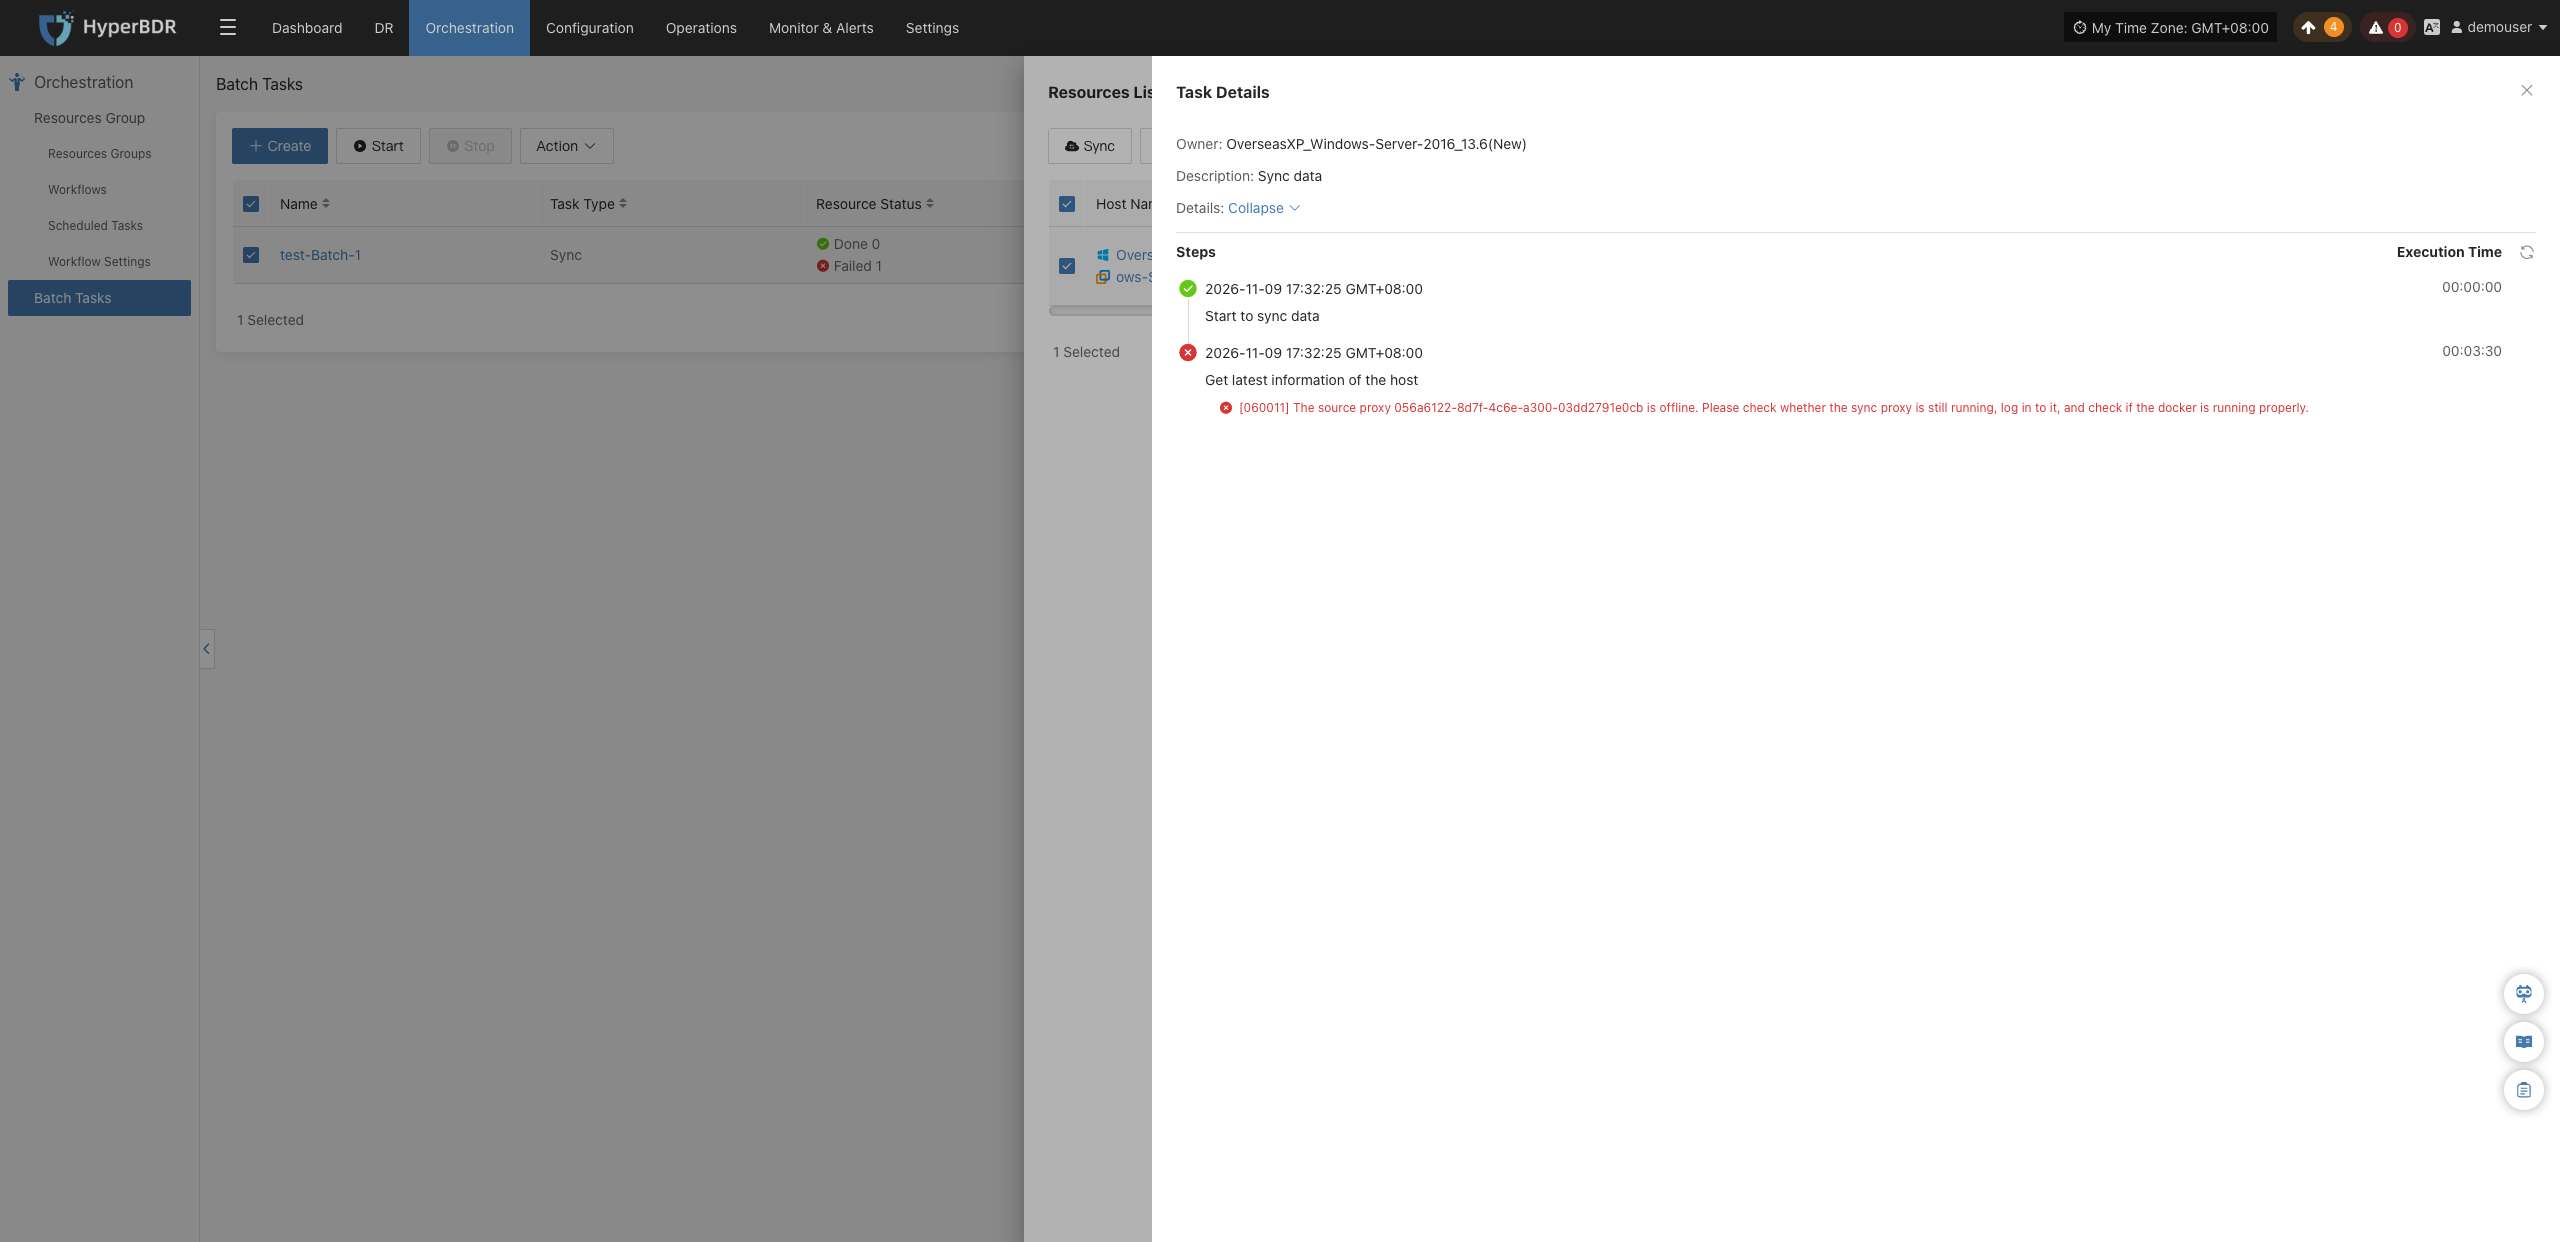 HyperBDR
Dashboard
DR
Orchestration
Configuration
Operations
Monitor & Alerts
Settings
My Time Zone: GMT+08:00
4
0
demouser
Orchestration
Resources Group
Resources Groups
Workflows
Scheduled Tasks
Workflow Settings
Batch Tasks
Batch Tasks
Create
Start
Stop
Action
Name
Task Type
Resource Status
test-Batch-1
Sync
Done 0
Failed 1
1 Selected
Resources Lis
Sync
Host Nar
Overs
ows-S
1 Selected
Task Details
Owner: OverseasXP_Windows-Server-2016_13.6(New)
Description: Sync data
Details: Collapse
Steps
Execution Time
2026-11-09 17:32:25 GMT+08:00
00:00:00
Start to sync data
2026-11-09 17:32:25 GMT+08:00
00:03:30
Get latest information of the host
[060011] The source proxy 056a6122-8d7f-4c6e-a300-03dd2791e0cb is offline. Please check whether the sync proxy is still running, log in to it, and check if the docker is running properly.